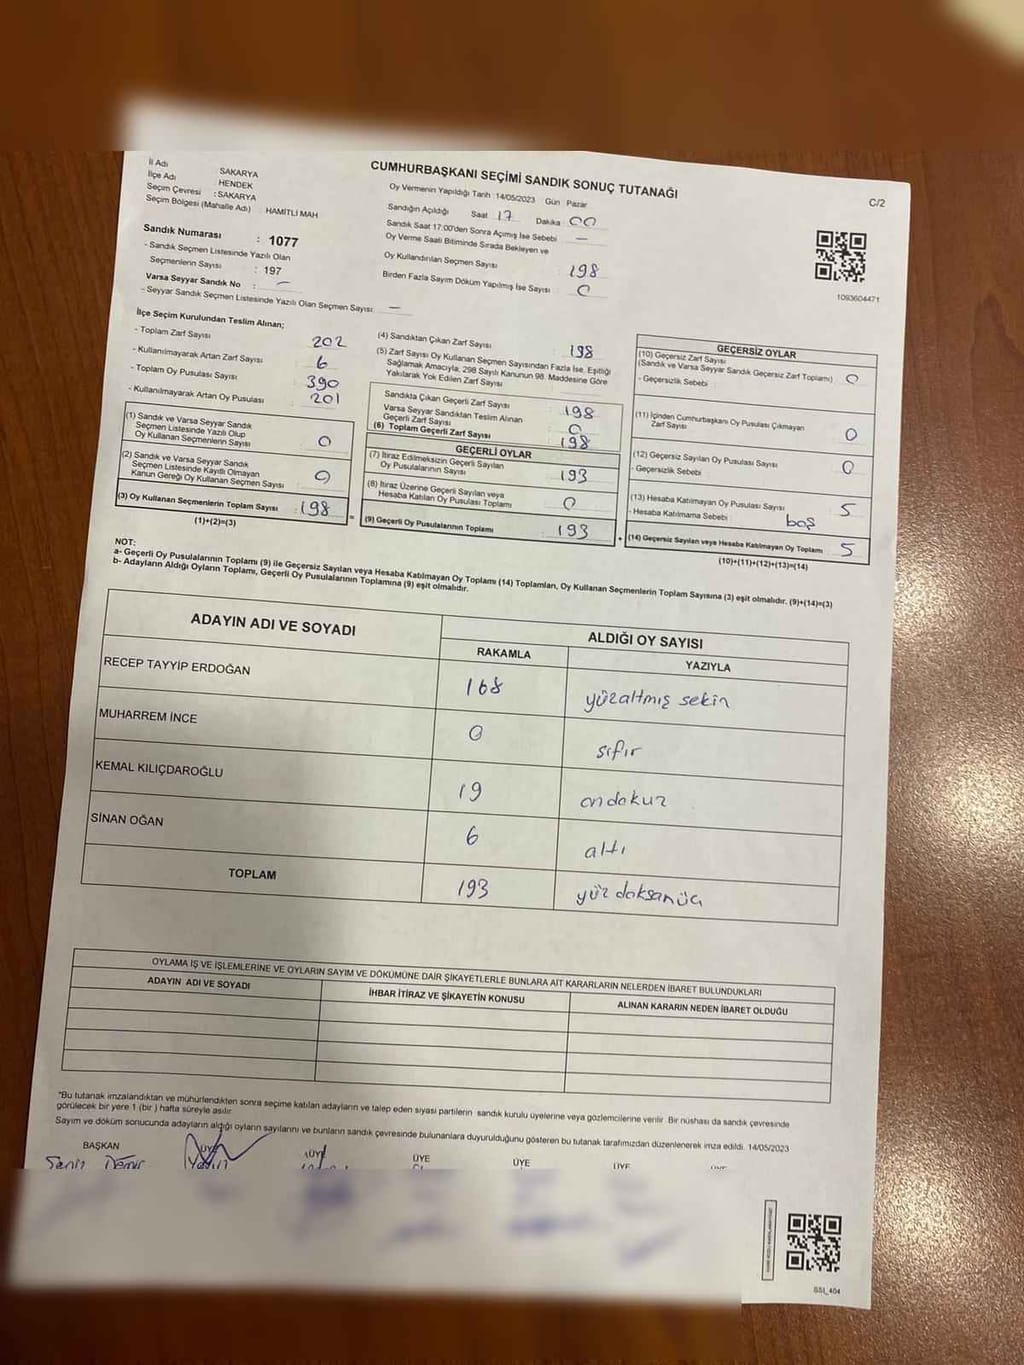 CUMHURBAŞKANI SEÇİMİ SANDIK SONUÇ TUTANAĞI
C/2
İl Adı SAKARYA
İlçe Adı HENDEK
Seçim Çevresi : SAKARYA
Seçim Bölgesi (Mahalle Adı) : HAMİTLİ MAH
Sandık Numarası : 1077
- Sandık Seçmen Listesinde Yazılı Olan
Seçmenlerin Sayısı : 197
Varsa Seyyar Sandık No : -
- Seyyar Sandık Seçmen Listesinde Yazılı Olan Seçmen Sayısı: -
Oy Vermenin Yapıldığı Tarih :14/05/2023 Gün Pazar
Sandığın Açıldığı Saat 17 Dakika 00
Sandık Saat 17:00'den Sonra Açılmış İse Sebebi -
Oy Verme Saati Bitiminde Sırada Bekleyen ve
Oy Kullandırılan Seçmen Sayısı 198
Birden Fazla Sayım Döküm Yapılmış İse Sayısı 0
1093604471
İlçe Seçim Kurulundan Teslim Alınan;
- Toplam Zarf Sayısı 202
- Kullanılmayarak Artan Zarf Sayısı 6
- Toplam Oy Pusulası Sayısı 390
- Kullanılmayarak Artan Oy Pusulası 201
(1) Sandık ve Varsa Seyyar Sandık
Seçmen Listesinde Yazılı Olup
Oy Kullanan Seçmenlerin Sayısı 0
(2) Sandık ve Varsa Seyyar Sandık
Seçmen Listesinde Kayıtlı Olmayan
Kanun Gereği Oy Kullanan Seçmen Sayısı
(3) Oy Kullanan Seçmenlerin Toplam Sayısı : 198
(1)+(2)=(3)
(4) Sandıktan Çıkan Zarf Sayısı 198
(5) Zarf Sayısı Oy Kullanan Seçmen Sayısından Fazla İse, Eşitliği
Sağlamak Amacıyla, 298 Sayılı Kanunun 98. Maddesine Göre
Yakılarak Yok Edilen Zarf Sayısı
Sandıkta Çıkan Geçerli Zarf Sayısı 198
Varsa Seyyar Sandıktan Teslim Alınan
Geçerli Zarf Sayısı 0
(6) Toplam Geçerli Zarf Sayısı 198
GEÇERLİ OYLAR
(7) İtiraz Edilmeksizin Geçerli Sayılan
Oy Pusulalarının Sayısı 193
(8) İtiraz Üzerine Geçerli Sayılan veya
Hesaba Katılan Oy Pusulası Toplamı 0
(9) Geçerli Oy Pusulalarının Toplamı 193
GEÇERSİZ OYLAR
(10) Geçersiz Zarf Sayısı
(Sandık ve Varsa Seyyar Sandık Geçersiz Zarf Toplamı) 0
- Geçersizlik Sebebi
(11) İçinden Cumhurbaşkanı Oy Pusulası Çıkmayan
Zarf Sayısı 0
(12) Geçersiz Sayılan Oy Pusulası Sayısı 0
- Geçersizlik Sebebi
(13) Hesaba Katılmayan Oy Pusulası Sayısı 5
- Hesaba Katılmama Sebebi boş
(14) Geçersiz Sayılan veya Hesaba Katılmayan Oy Toplamı 5
(10)+(11)+(12)+(13)=(14)
NOT:
a- Geçerli Oy Pusulalarının Toplamı (9) ile Geçersiz Sayılan veya Hesaba Katılmayan Oy Toplamı (14) Toplamları, Oy Kullanan Seçmenlerin Toplam Sayısına (3) eşit olmalıdır. (9)+(14)=(3)
b- Adayların Aldığı Oyların Toplamı, Geçerli Oy Pusulalarının Toplamına (9) eşit olmalıdır.
ADAYIN ADI VE SOYADI ALDIĞI OY SAYISI
RAKAMLA YAZIYLA
RECEP TAYYİP ERDOĞAN 168 yüzaltmış sekiz
MUHARREM İNCE 0 sıfır
KEMAL KILIÇDAROĞLU 19 ondokuz
SİNAN OĞAN 6 altı
TOPLAM 193 yüz doksanüç
OYLAMA İŞ VE İŞLEMLERİNE VE OYLARIN SAYIM VE DÖKÜMÜNE DAİR ŞİKAYETLERLE BUNLARA AİT KARARLARIN NELERDEN İBARET BULUNDUKLARI
ADAYIN ADI VE SOYADI İHBAR İTİRAZ VE ŞİKAYETİN KONUSU ALINAN KARARIN NEDEN İBARET OLDUĞU
"Bu tutanak imzalandıktan ve mühürlendikten sonra seçime katılan adayların ve talep eden siyasi partilerin sandık kurulu üyelerine veya gözlemcilerine verilir. Bir nüshası da sandık çevresinde
görülecek bir yere 1 (bir) hafta süreyle asılır.
Sayım ve döküm sonucunda adayların aldığı oyların sayılarını ve bunların sandık çevresinde bulunanlara duyurulduğunu gösteren bu tutanak tarafımızdan düzenlenerek imza edildi. 14/05/2023
BAŞKAN ÜYE ÜYE ÜYE ÜYE ÜYE
Demir
SSI_404